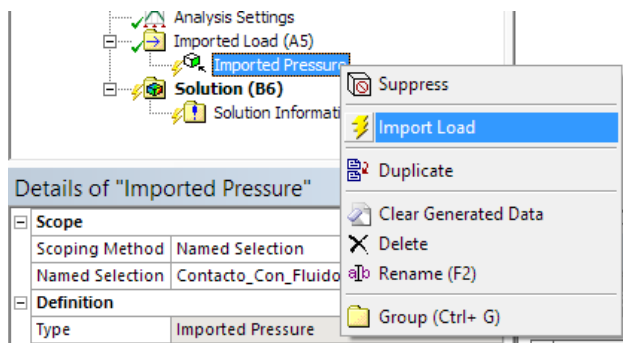 Analysis Settings
Imported Load (A5)
Imported Pressure
Solution (B6)
Solution Informati
Suppress
Import Load
Duplicate
Clear Generated Data
Delete
Rename (F2)
Group (Ctrl+ G)
Details of "Imported Pressure"
Scope
Scoping Method Named Selection
Named Selection Contacto_Con_Fluido
Definition
Type Imported Pressure